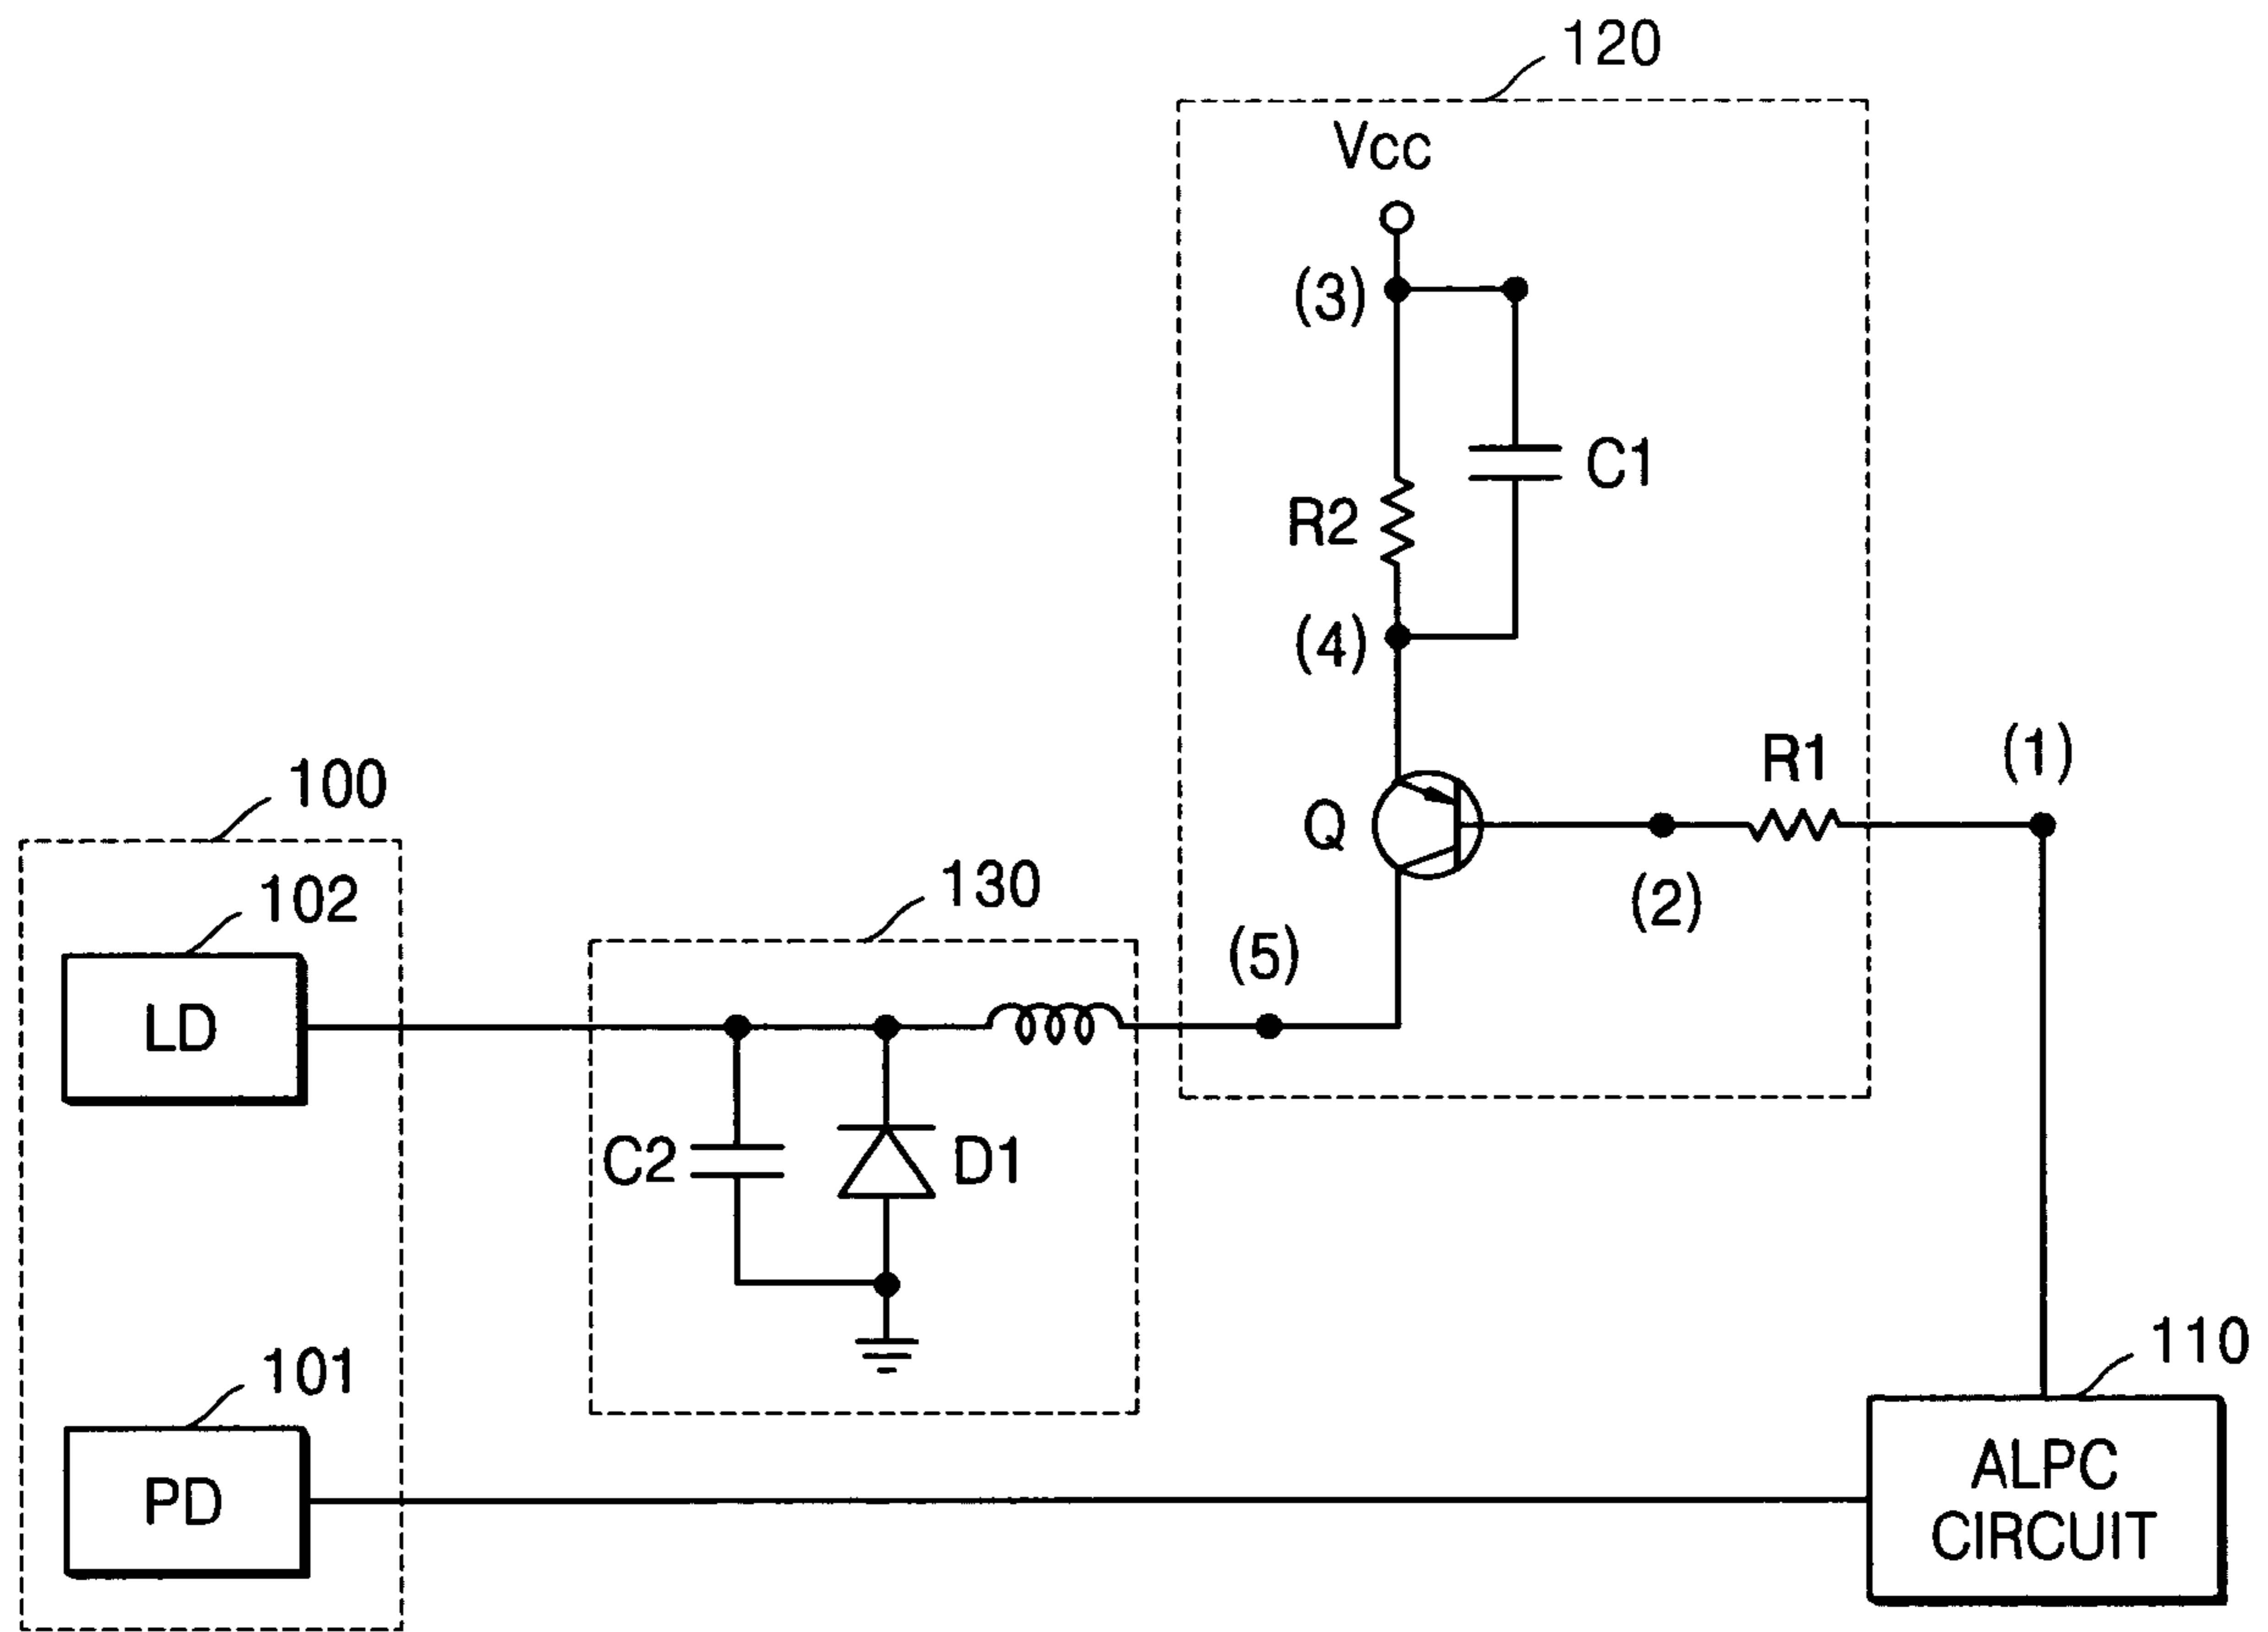 120
Vcc
(3)
C1
R2
(4)
R1
(1)
Q
(2)
100
102
130
(5)
LD
C2
D1
101
110
PD
ALPC
CIRCUIT